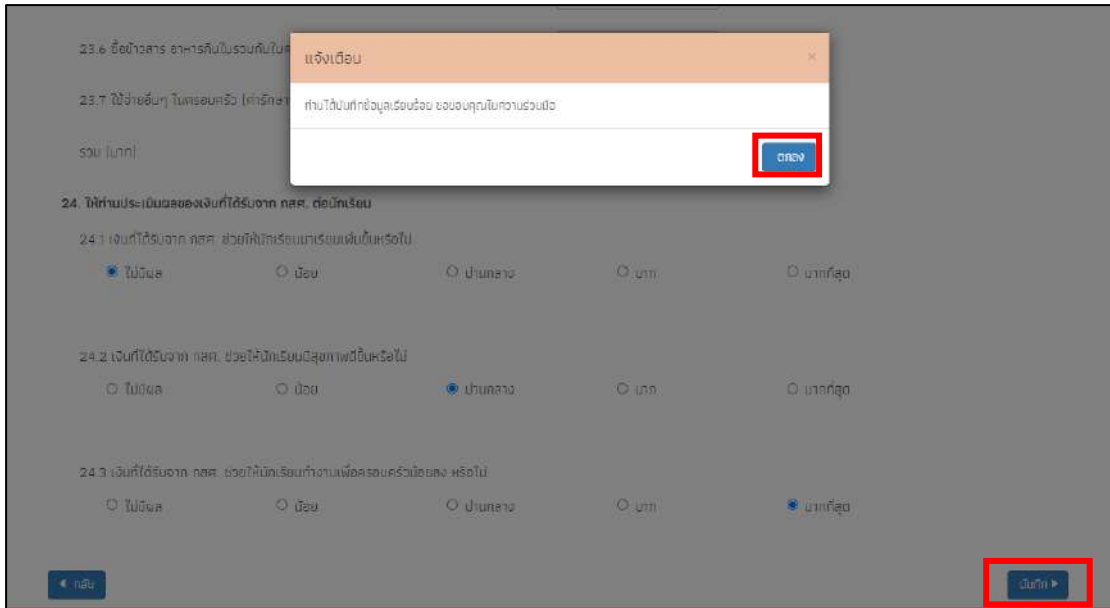 23.6 ซื้อข้าวสาร อาหารกินในรวมกันใน
แจ้งเตือน ×
23.7 ใช้จ่ายอื่นๆ ในครอบครัว (ค่ารักษา
ท่านได้บันทึกข้อมูลเรียบร้อย ขอขอบคุณในความร่วมมือ
รวม (บาท)
ตกลง
24. ให้ท่านประเมินผลของเงินที่ได้รับจาก กสศ. ต่อนักเรียน
24.1 เงินที่ได้รับจาก กสศ. ช่วยให้นักเรียนมาเรียนเพิ่มขึ้นหรือไม่
ไม่มีผล น้อย ปานกลาง มาก มากที่สุด
24.2 เงินที่ได้รับจาก กสศ. ช่วยให้นักเรียนมีสุขภาพดีขึ้นหรือไม่
ไม่มีผล น้อย ปานกลาง มาก มากที่สุด
24.3 เงินที่ได้รับจาก กสศ. ช่วยให้นักเรียนทำงานเพื่อครอบครัวน้อยลง หรือไม่
ไม่มีผล น้อย ปานกลาง มาก มากที่สุด
กลับ บันทึก